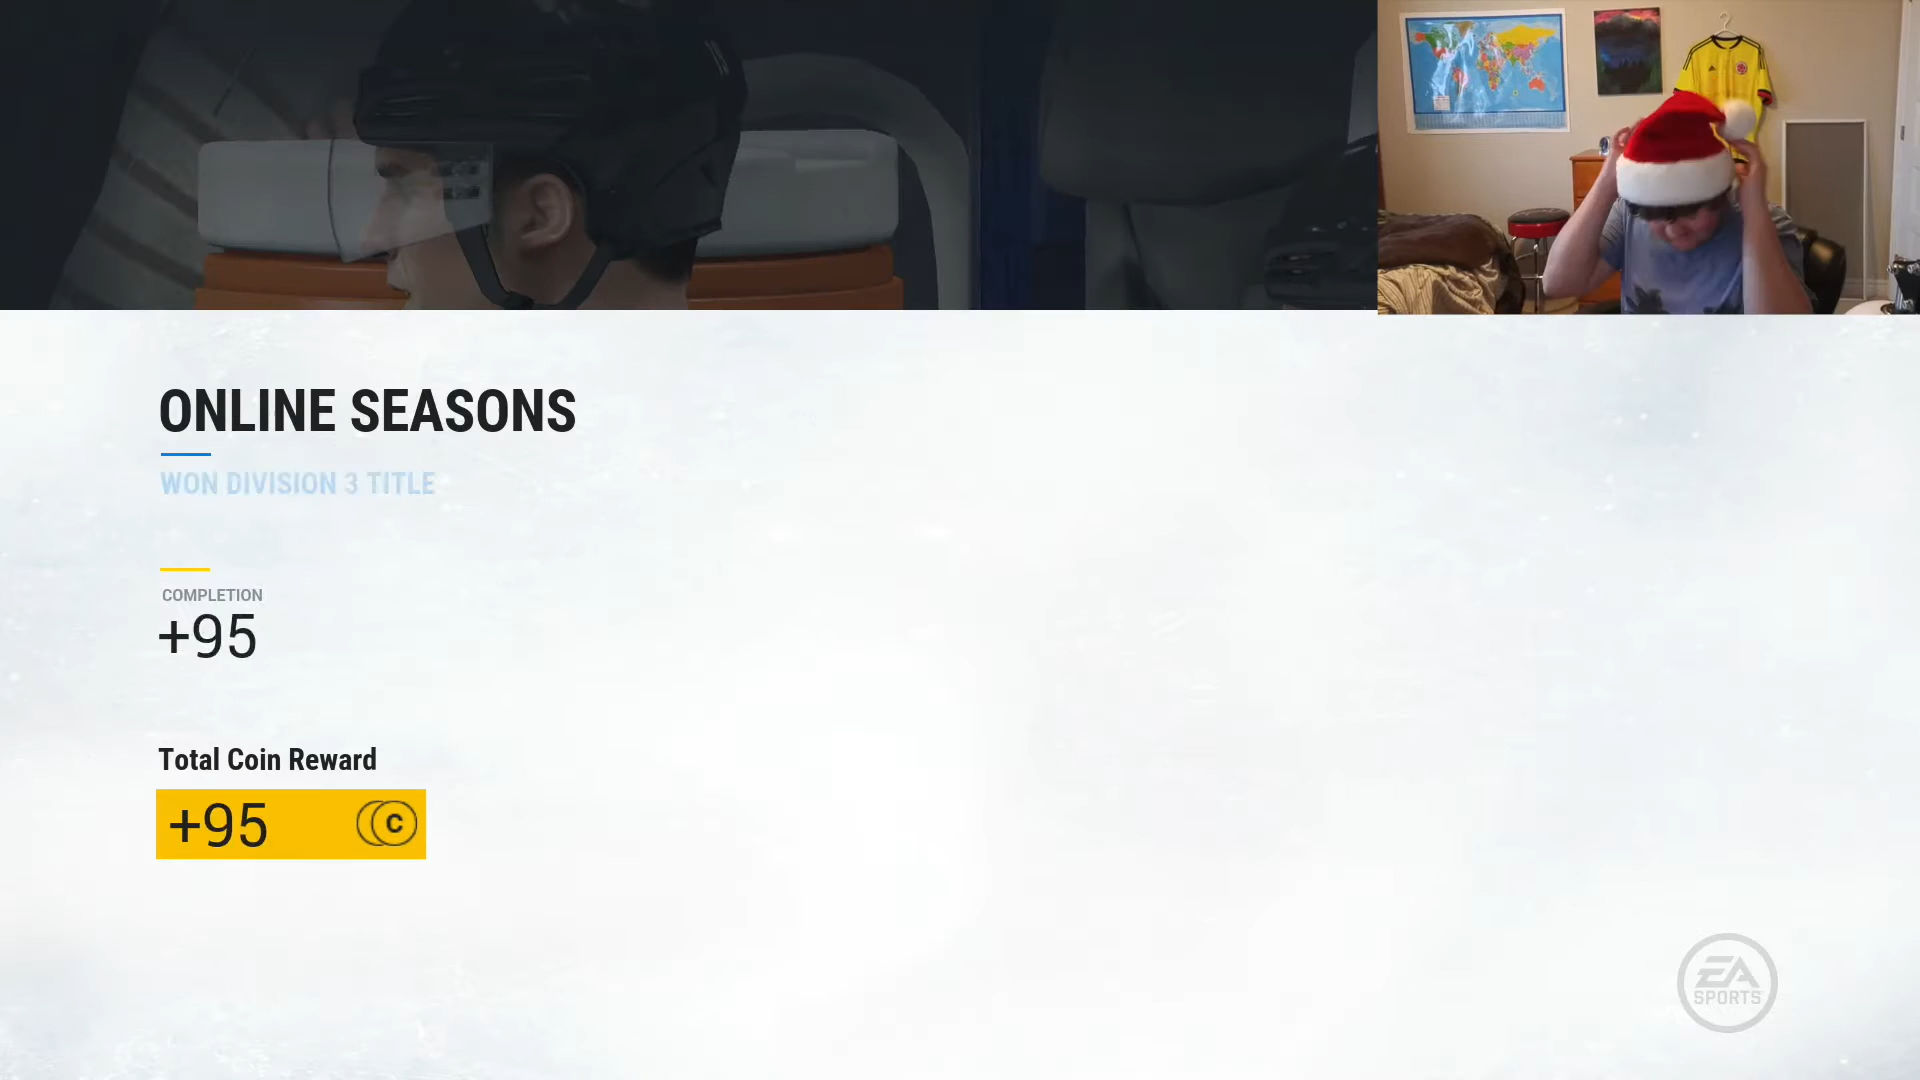 ONLINE SEASONS
WON DIVISION 3 TITLE
COMPLETION
+95
Total Coin Reward
+95 C
EA
SPORTS